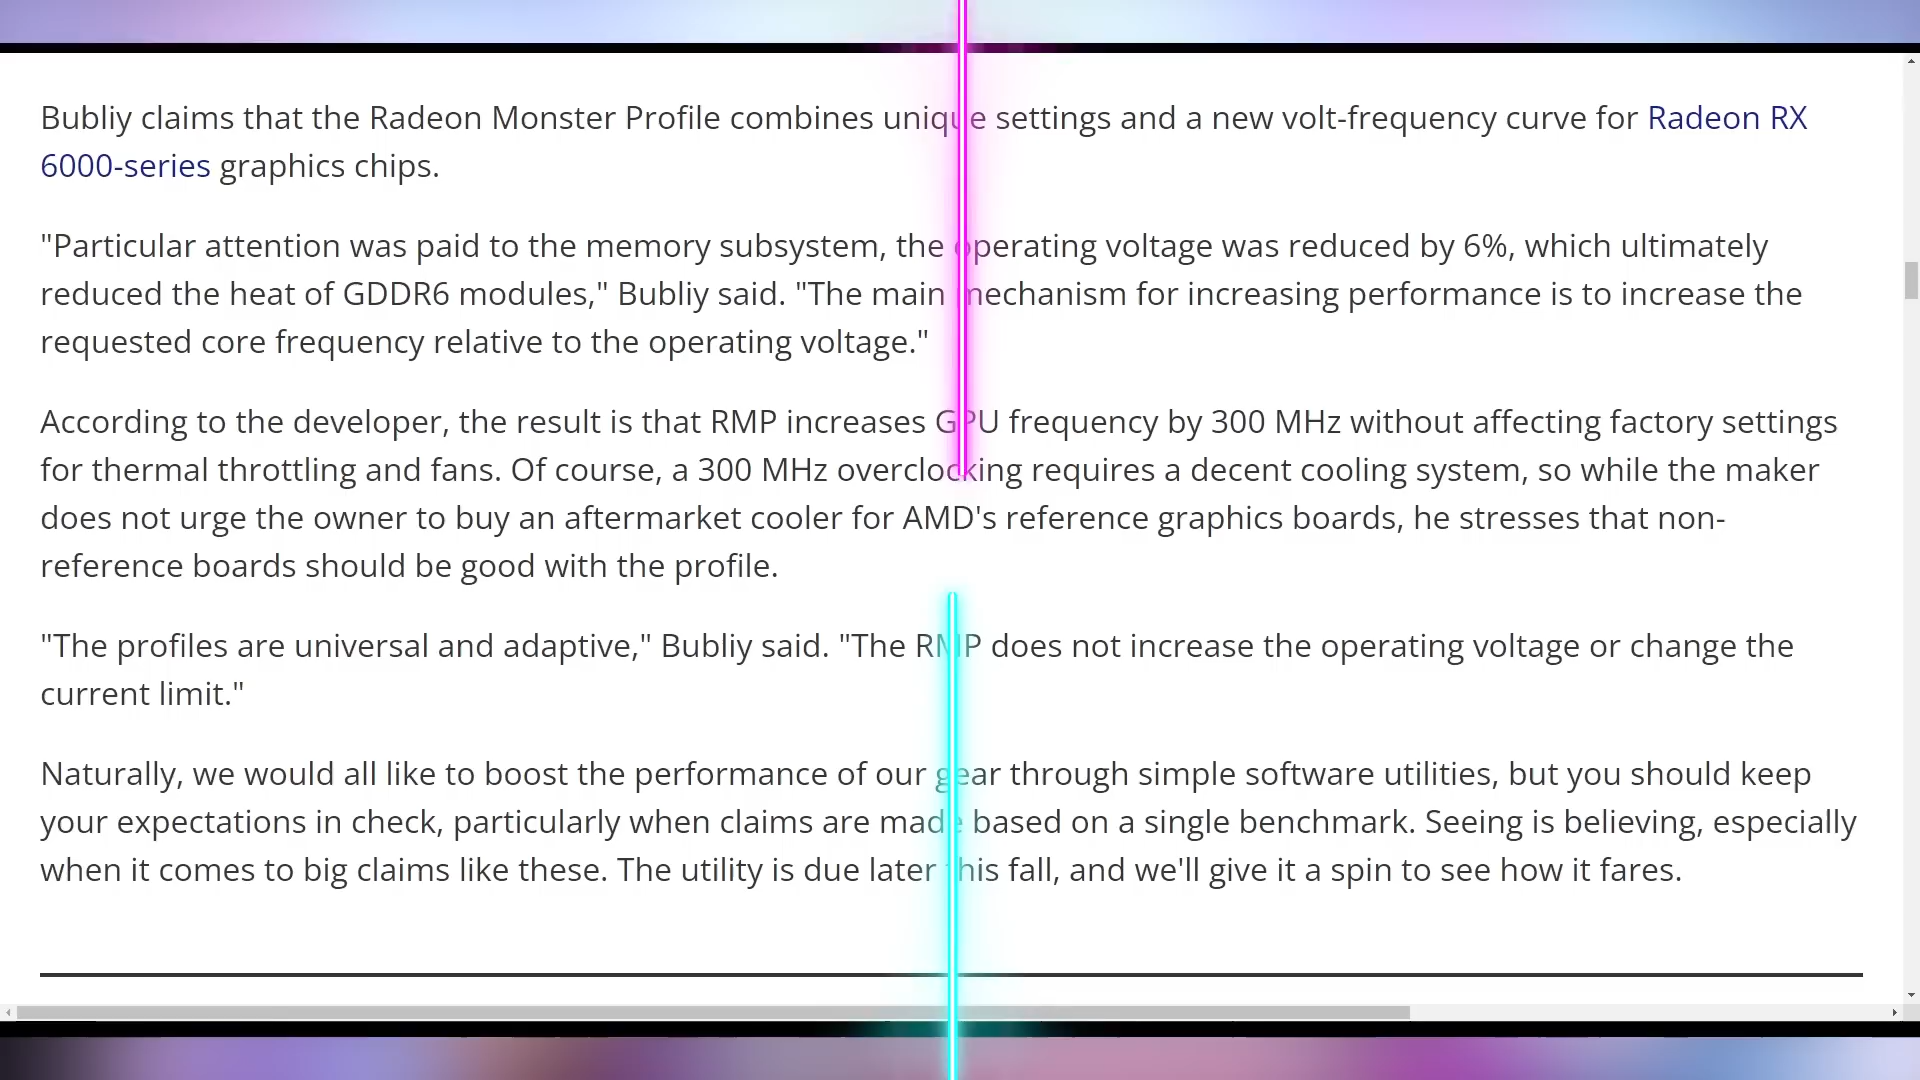 Bubliy claims that the Radeon Monster Profile combines unique settings and a new volt-frequency curve for Radeon RX
6000-series graphics chips.
"Particular attention was paid to the memory subsystem, the operating voltage was reduced by 6%, which ultimately
reduced the heat of GDDR6 modules," Bubliy said. "The main mechanism for increasing performance is to increase the
requested core frequency relative to the operating voltage."
According to the developer, the result is that RMP increases GPU frequency by 300 MHz without affecting factory settings
for thermal throttling and fans. Of course, a 300 MHz overclocking requires a decent cooling system, so while the maker
does not urge the owner to buy an aftermarket cooler for AMD's reference graphics boards, he stresses that non-
reference boards should be good with the profile.
"The profiles are universal and adaptive," Bubliy said. "The RMP does not increase the operating voltage or change the
current limit."
Naturally, we would all like to boost the performance of our gear through simple software utilities, but you should keep
your expectations in check, particularly when claims are made based on a single benchmark. Seeing is believing, especially
when it comes to big claims like these. The utility is due later this fall, and we'll give it a spin to see how it fares.